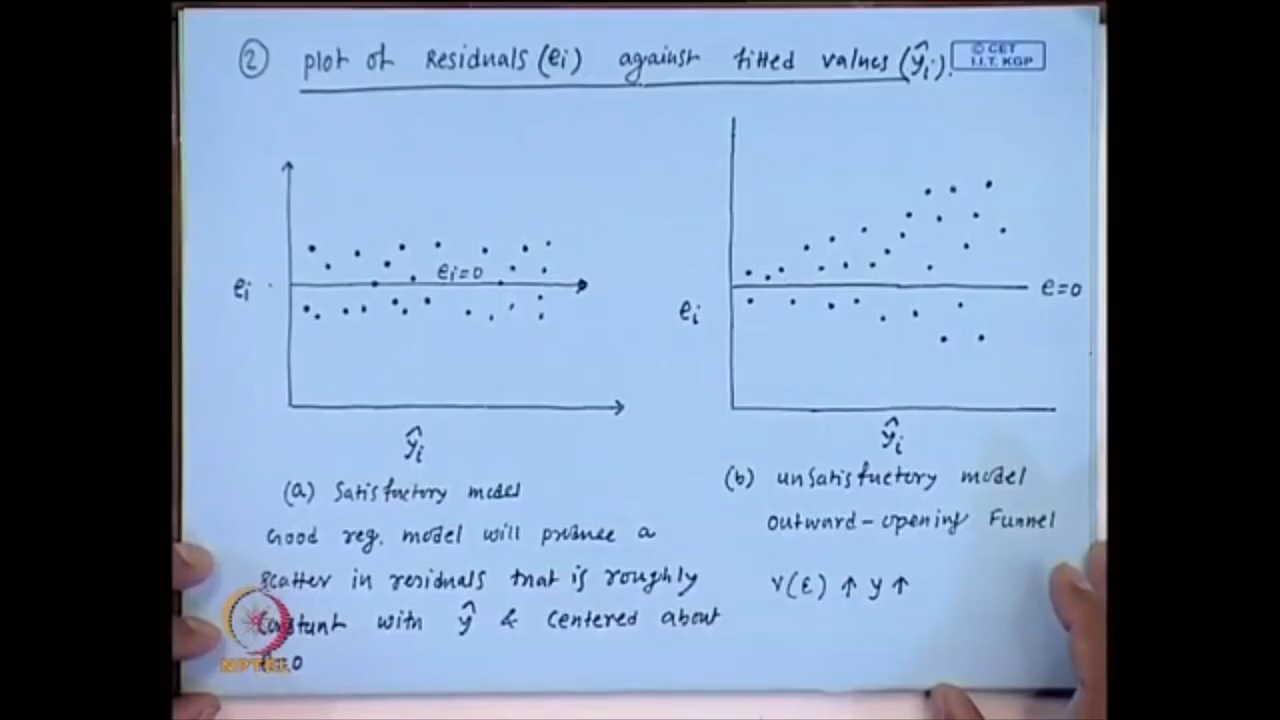 ② plot of Residuals (ei) against fitted values (ŷi).
© CET
I.I.T. KGP
ei
ei=0
ŷi
(a) Satisfactory model
Good reg. model will produce a
scatter in residuals that is roughly
Constant with ŷ & Centered about
=0
ei
e=0
ŷi
(b) unsatisfactory model
outward-opening Funnel
V(ε) ↑ y ↑
NPTEL